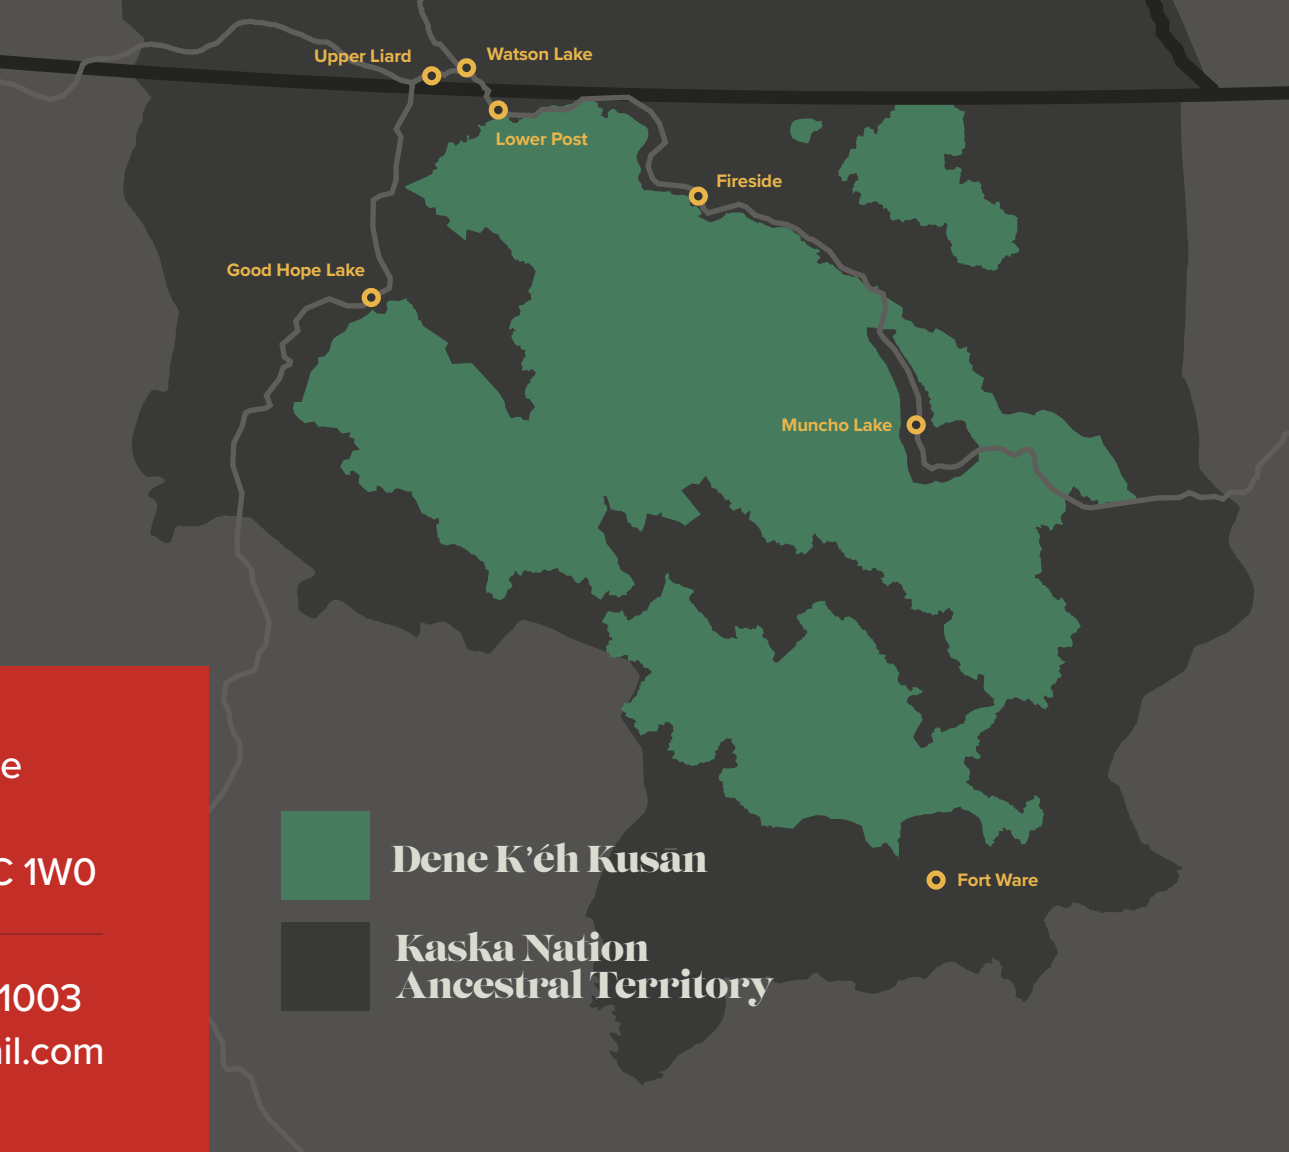 Upper Liard
Watson Lake
Lower Post
Fireside
Good Hope Lake
Muncho Lake
e
C 1W0
1003
il.com
Dene K’éh Kusān
Kaska Nation
Ancestral Territory
Fort Ware